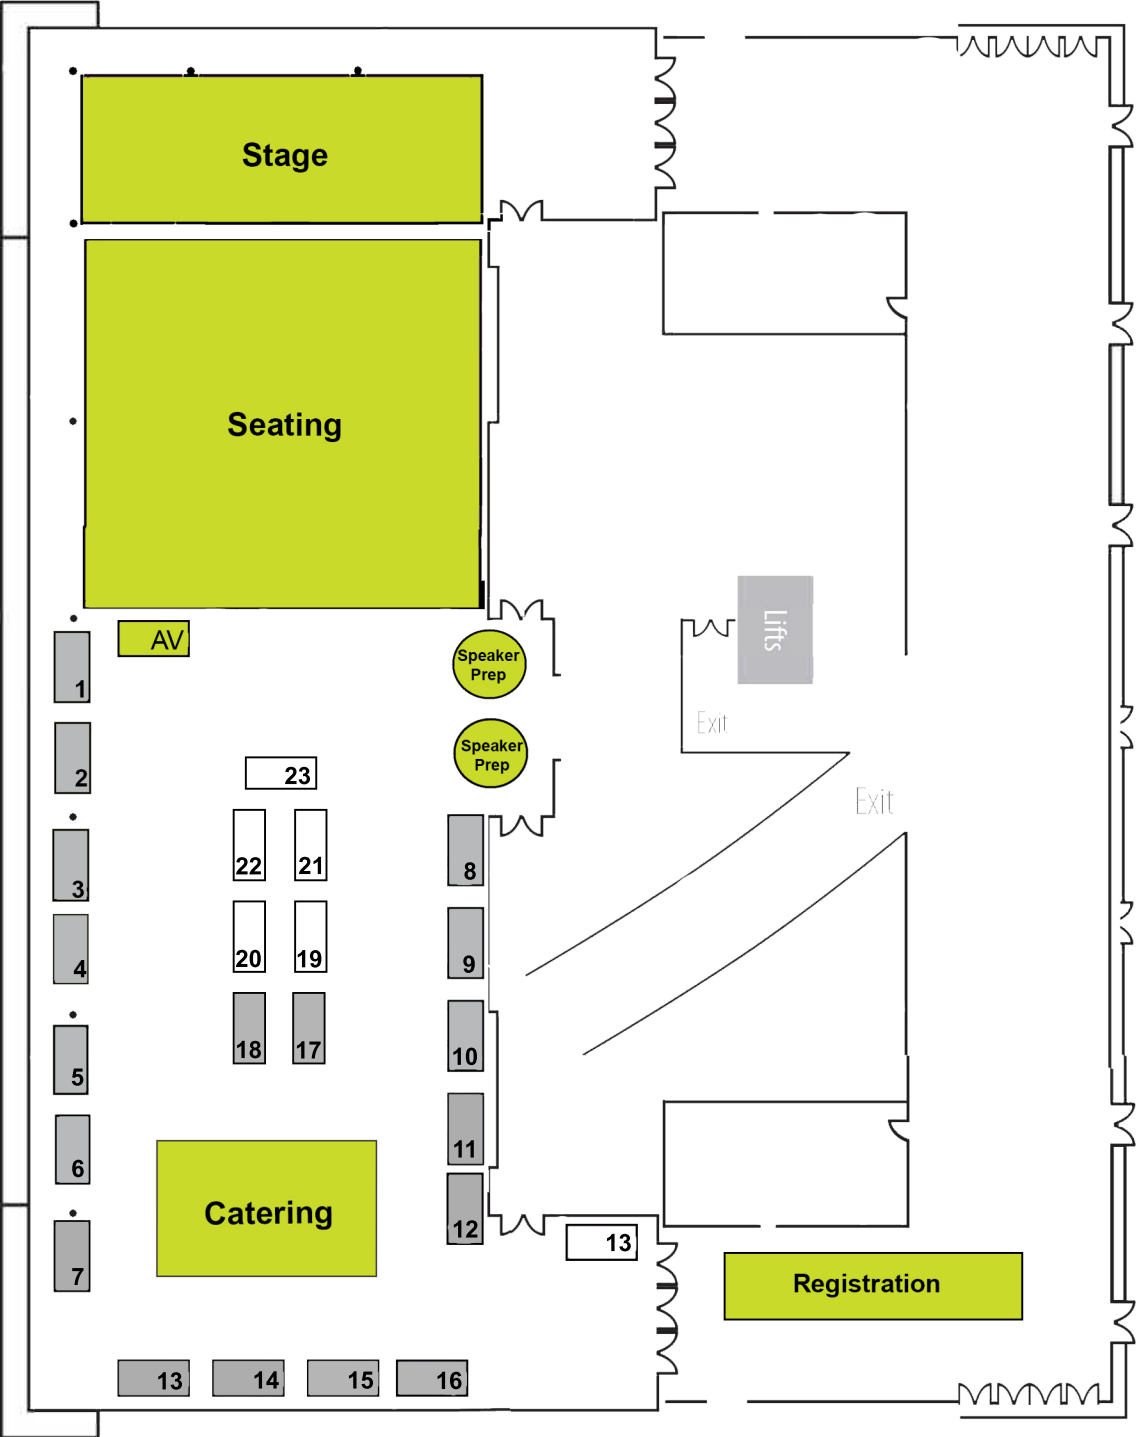 Stage
Seating
AV
Speaker
Prep
Lifts
1
Exit
2
Speaker
Prep
23
Exit
22
21
8
3
4
20
19
9
18
17
10
5
6
11
Catering
12
13
7
Registration
13
14
15
16